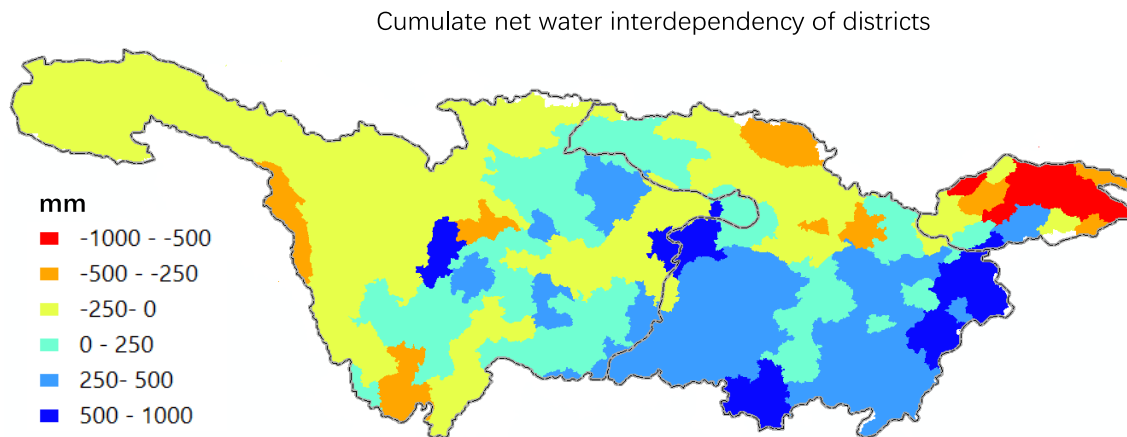 Cumulate net water interdependency of districts
mm
-1000 - -500
-500 - -250
-250- 0
0 - 250
250- 500
500 - 1000